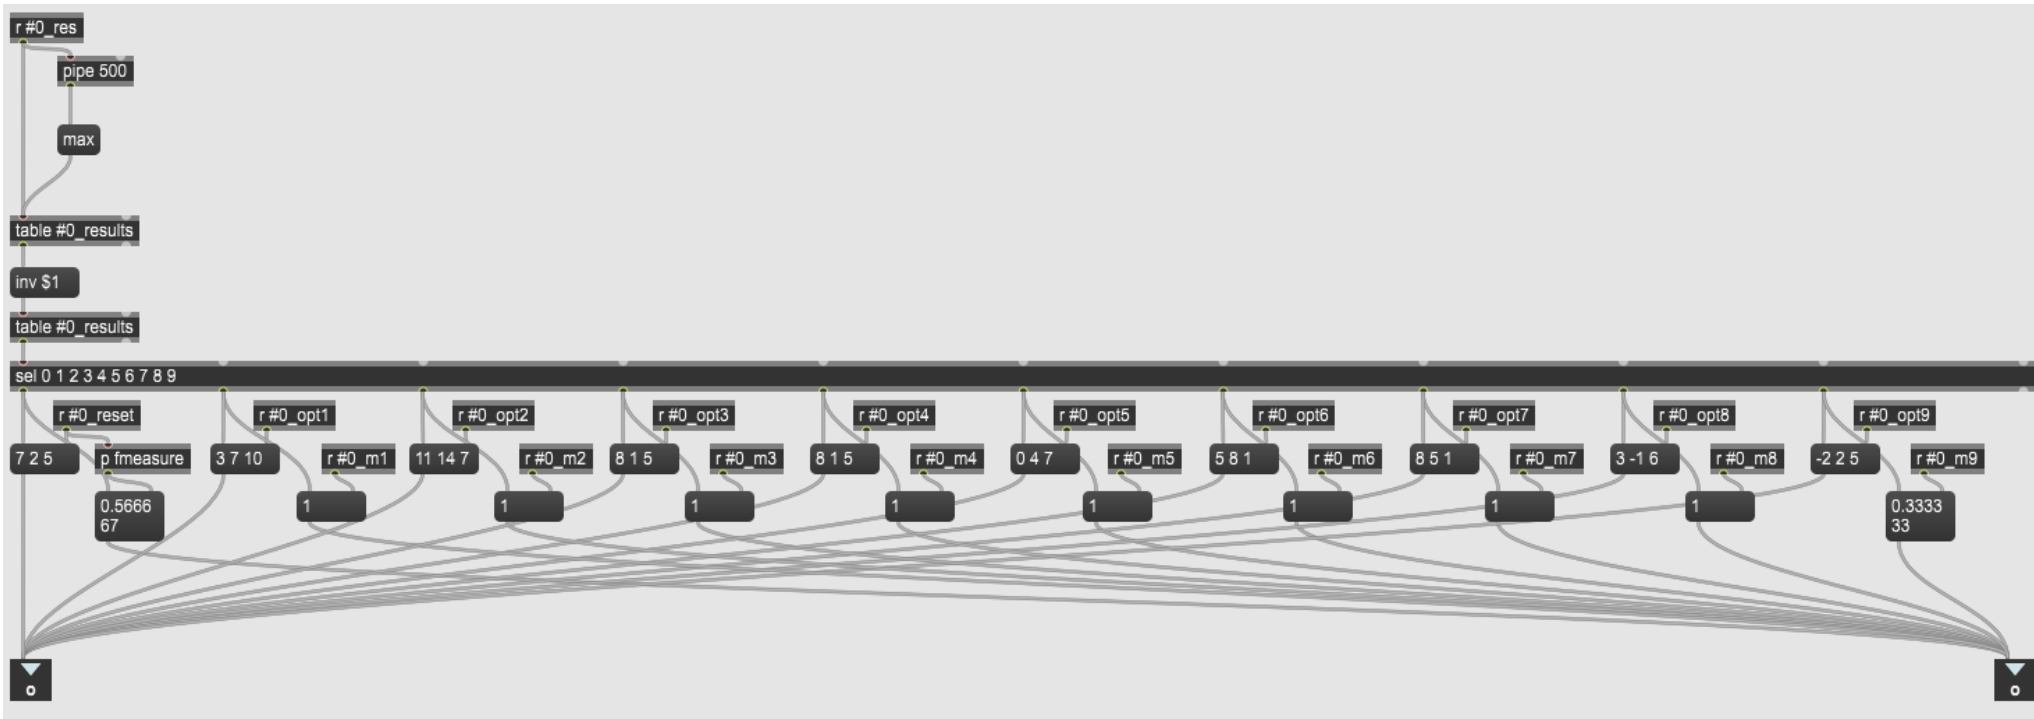 r #0_res
pipe 500
max
table #0_results
inv $1
table #0_results
sel 0 1 2 3 4 5 6 7 8 9
r #0_reset
r #0_opt1
r #0_opt2
r #0_opt3
r #0_opt4
r #0_opt5
r #0_opt6
r #0_opt7
r #0_opt8
r #0_opt9
7 2 5
p fmeasure
3 7 10
r #0_m1
11 14 7
r #0_m2
8 1 5
r #0_m3
8 1 5
r #0_m4
0 4 7
r #0_m5
5 8 1
r #0_m6
8 5 1
r #0_m7
3 -1 6
r #0_m8
-2 2 5
r #0_m9
0.5666
67
1
1
1
1
1
1
1
1
0.3333
33
o
o